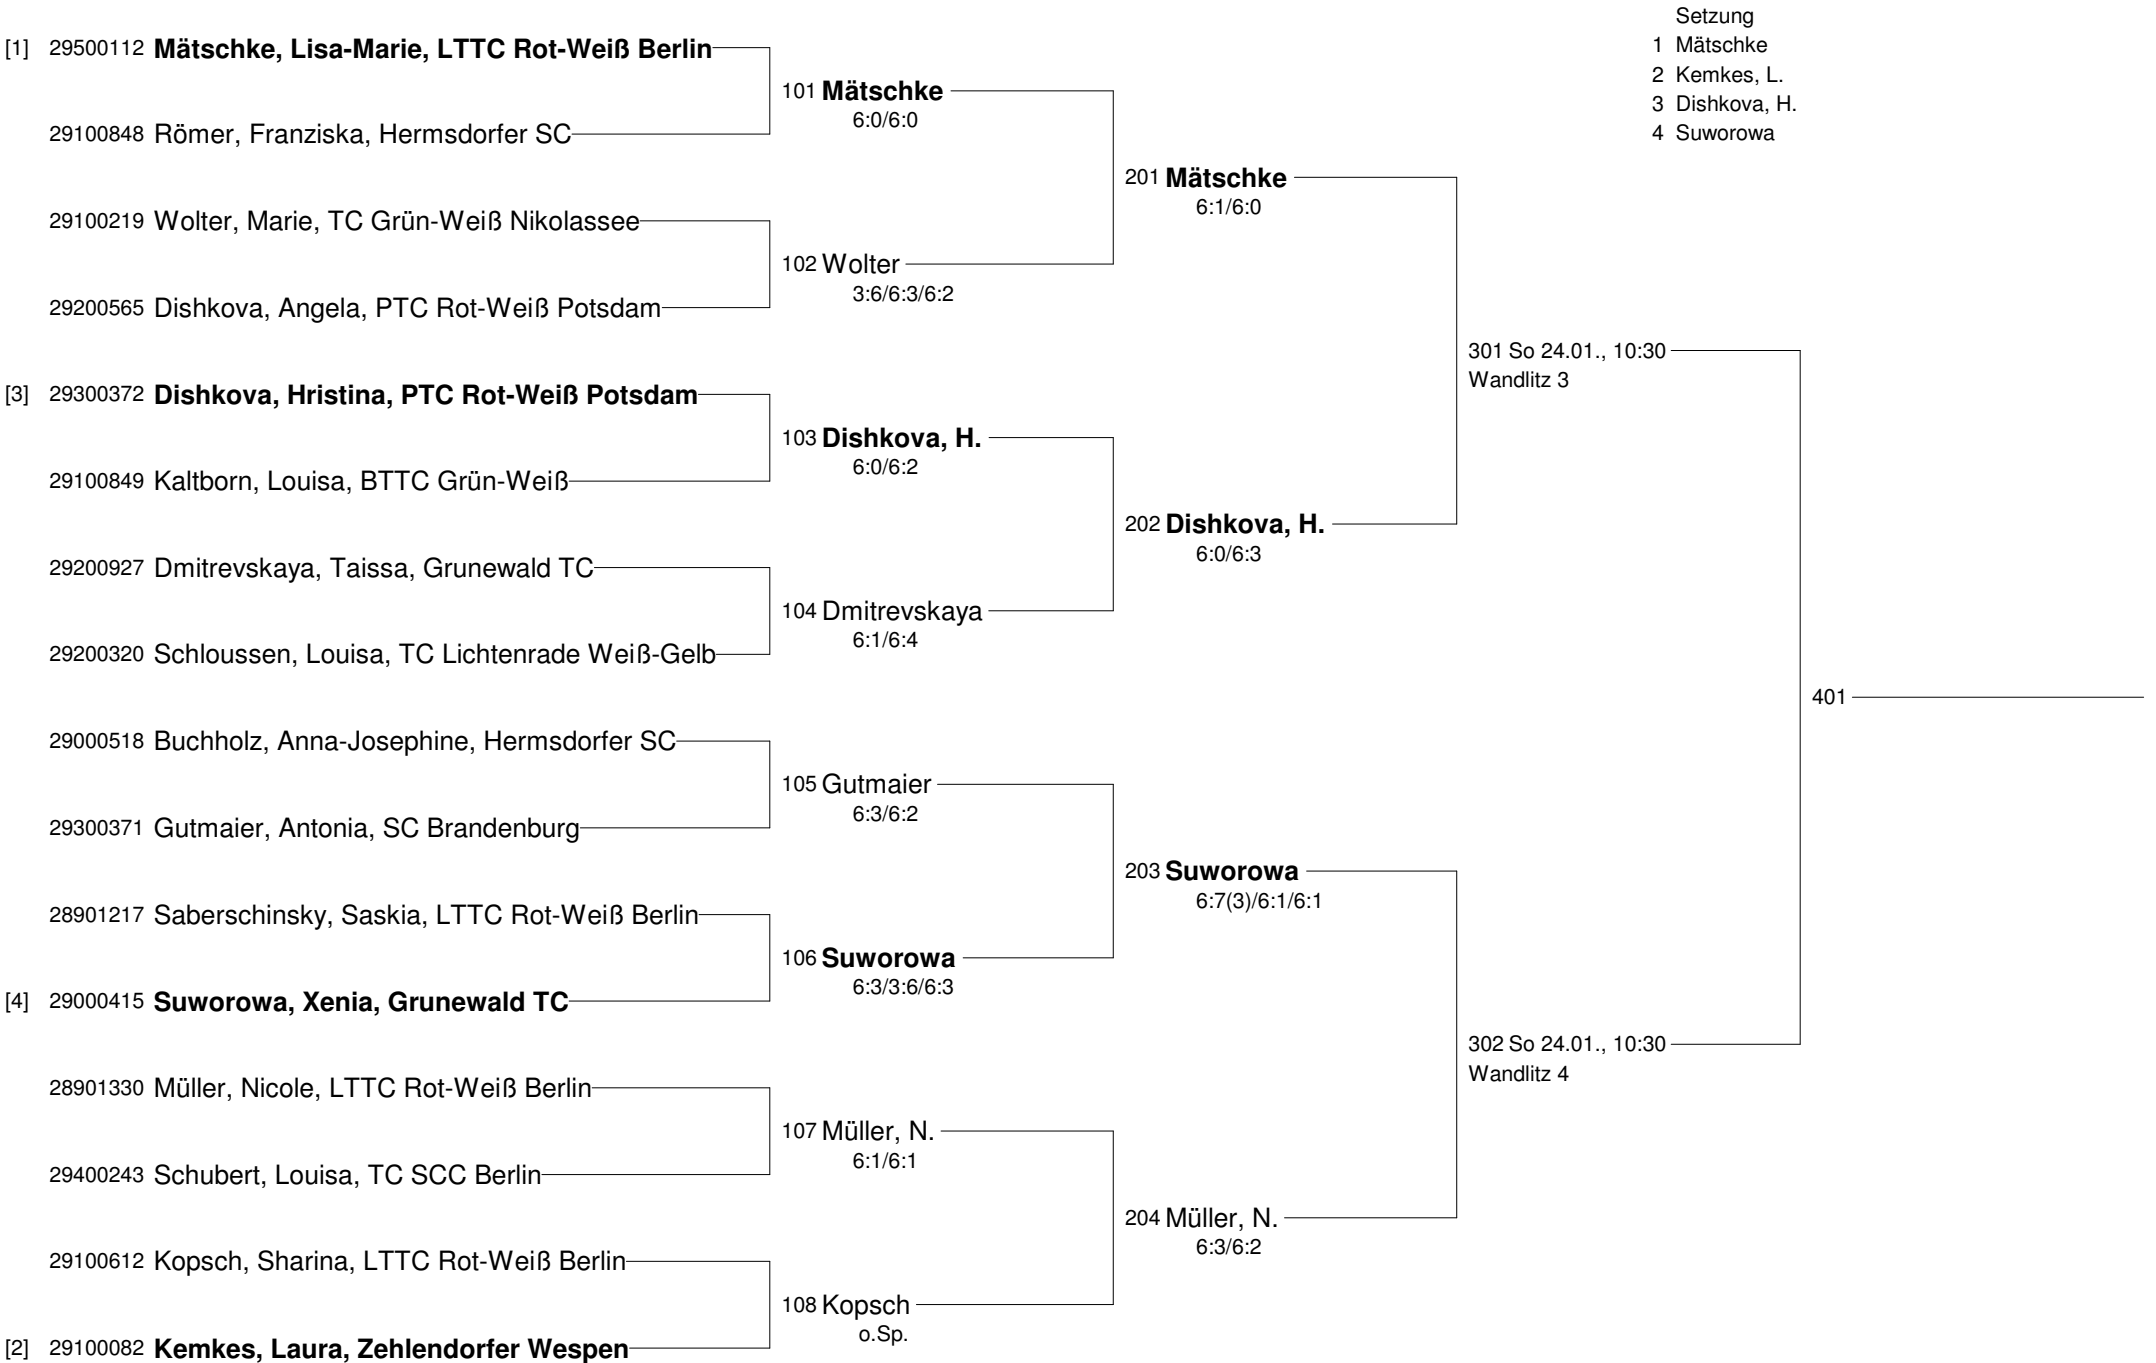 Setzung
1 Mätschke
2 Kemkes, L.
3 Dishkova, H.
4 Suworowa
[1] 29500112 Mätschke, Lisa-Marie, LTTC Rot-Weiß Berlin
101 Mätschke
6:0/6:0
29100848 Römer, Franziska, Hermsdorfer SC
201 Mätschke
6:1/6:0
29100219 Wolter, Marie, TC Grün-Weiß Nikolassee
102 Wolter
3:6/6:3/6:2
29200565 Dishkova, Angela, PTC Rot-Weiß Potsdam
301 So 24.01., 10:30
Wandlitz 3
[3] 29300372 Dishkova, Hristina, PTC Rot-Weiß Potsdam
103 Dishkova, H.
6:0/6:2
29100849 Kaltborn, Louisa, BTTC Grün-Weiß
202 Dishkova, H.
6:0/6:3
29200927 Dmitrevskaya, Taissa, Grunewald TC
104 Dmitrevskaya
6:1/6:4
29200320 Schloussen, Louisa, TC Lichtenrade Weiß-Gelb
401
29000518 Buchholz, Anna-Josephine, Hermsdorfer SC
105 Gutmaier
6:3/6:2
29300371 Gutmaier, Antonia, SC Brandenburg
203 Suworowa
6:7(3)/6:1/6:1
28901217 Saberschinsky, Saskia, LTTC Rot-Weiß Berlin
106 Suworowa
6:3/3:6/6:3
[4] 29000415 Suworowa, Xenia, Grunewald TC
302 So 24.01., 10:30
Wandlitz 4
28901330 Müller, Nicole, LTTC Rot-Weiß Berlin
107 Müller, N.
6:1/6:1
29400243 Schubert, Louisa, TC SCC Berlin
204 Müller, N.
6:3/6:2
29100612 Kopsch, Sharina, LTTC Rot-Weiß Berlin
108 Kopsch
o.Sp.
[2] 29100082 Kemkes, Laura, Zehlendorfer Wespen